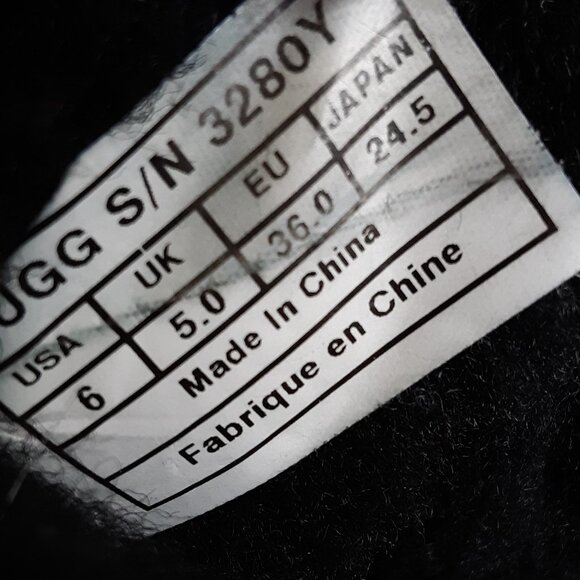 UGG S/N 3280Y
USA UK EU JAPAN
6 5.0 36.0 24.5
Made In China
Fabrique en Chine